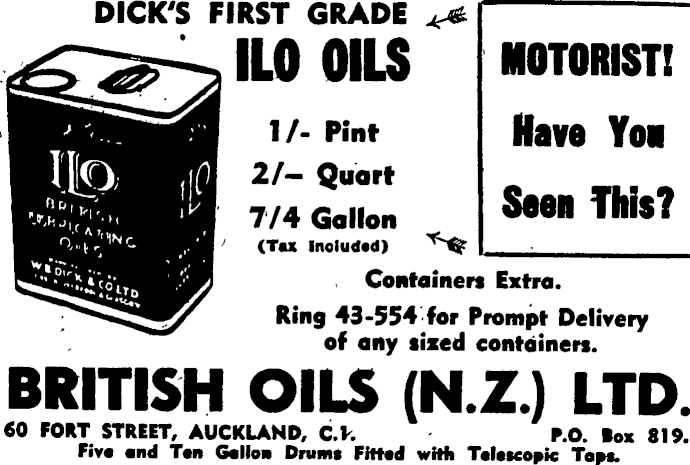 DICK'S FIRST GRADE
ILO OILS
1/- Pint
2/- Quart
7/4 Gallon
(Tax Included)
MOTORIST!
Have You
Seen This?
ILO
BRITISH
LUBRICATING
OILS
W.B. DICK & CO LTD
ILO
Containers Extra.
Ring 43-554 for Prompt Delivery
of any sized containers.
BRITISH OILS (N.Z.) LTD.
60 FORT STREET, AUCKLAND, C.1.
P.O. Box 819.
Five and Ten Gallon Drums Fitted with Telescopic Taps.